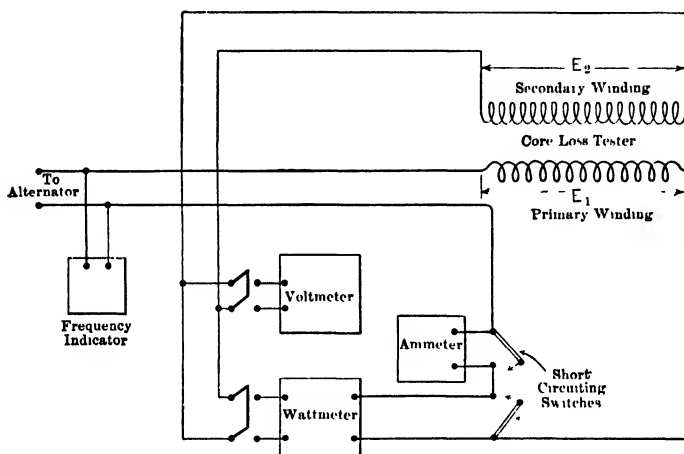 E2
Secondary Winding
Core Loss Tester
To
Alternator
E1
Primary Winding
Voltmeter
Frequency
Indicator
Ammeter
Short
Circuiting
Switches
Wattmeter